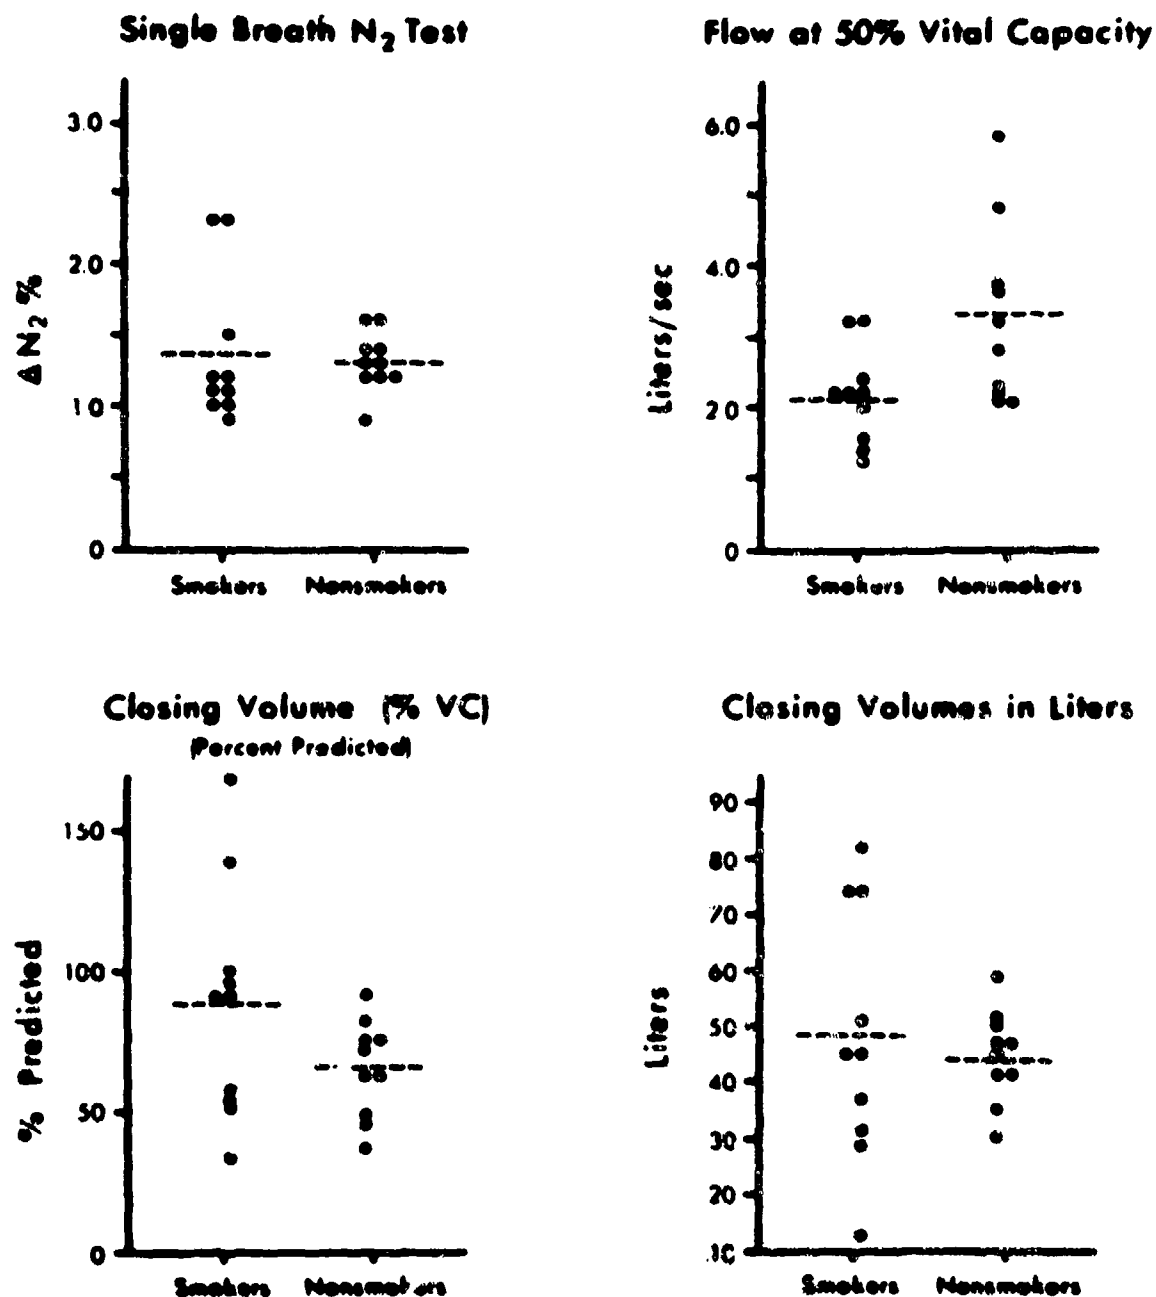 Single Breath N₂ Test
3.0
2.0
1 0
0
Δ N₂ %
Smokers Nonsmokers
Flow at 50% Vital Capacity
6.0
4.0
2 0
0
Liters/sec
Smokers Nonsmokers
Closing Volume (% VC)
(Percent Predicted)
150
100
50
0
% Predicted
Smokers Nonsmokers
Closing Volumes in Liters
90
80
70
60
50
40
30
20
.10
Liters
Smokers Nonsmokers